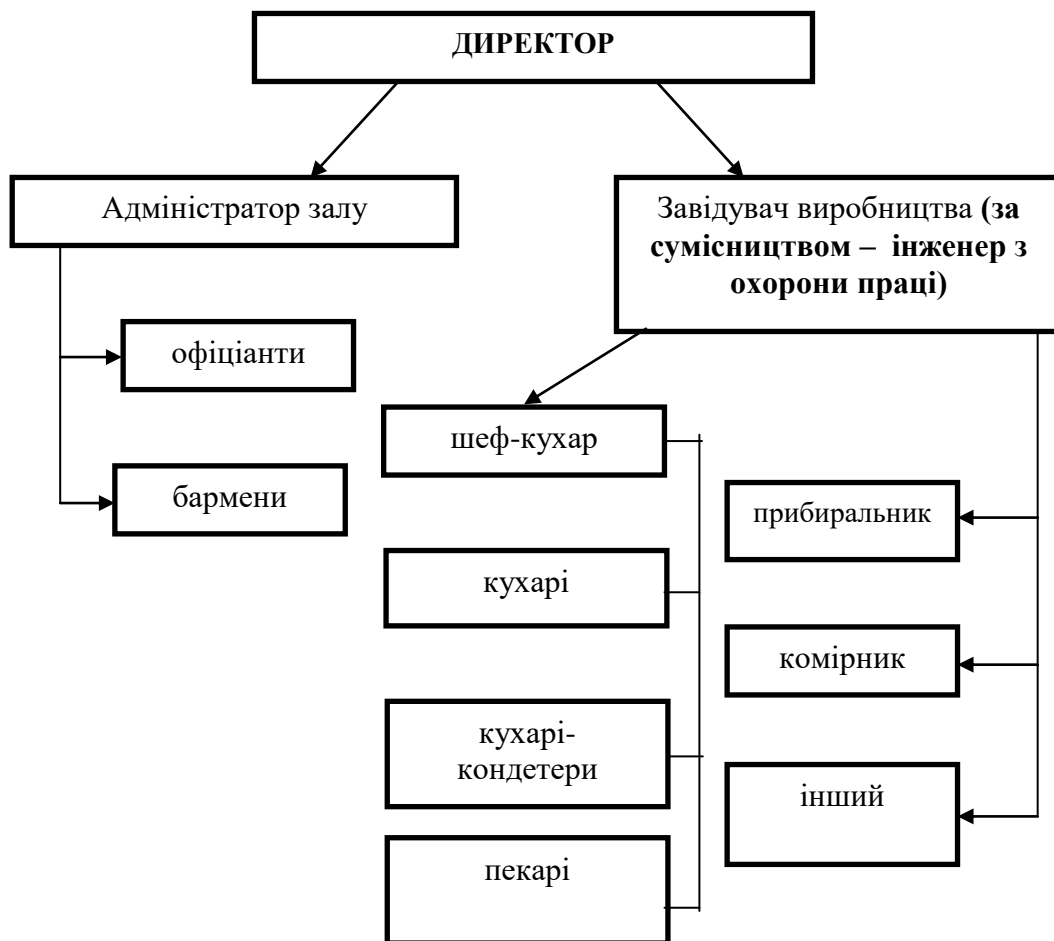 ДИРЕКТОР
Адміністратор залу
Завідувач виробництва (за
сумісництвом – інженер з
охорони праці)
офіціанти
бармени
шеф-кухар
кухарі
кухарі-
кондетери
пекарі
прибиральник
комірник
інший